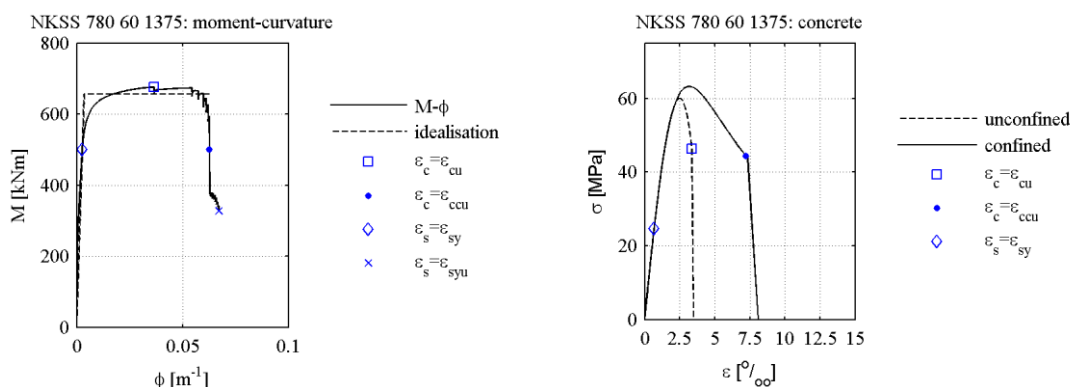 NKSS 780 60 1375: moment-curvature
800
600
400
200
0
0
0.05
0.1
M [kNm]
ϕ [m⁻¹]
M-ϕ
idealisation
ε_c=ε_cu
ε_c=ε_ccu
ε_s=ε_sy
ε_s=ε_syu
NKSS 780 60 1375: concrete
60
40
20
0
0 2.5 5 7.5 10 12.5 15
σ [MPa]
ε [o/oo]
unconfined
confined
ε_c=ε_cu
ε_c=ε_ccu
ε_s=ε_sy